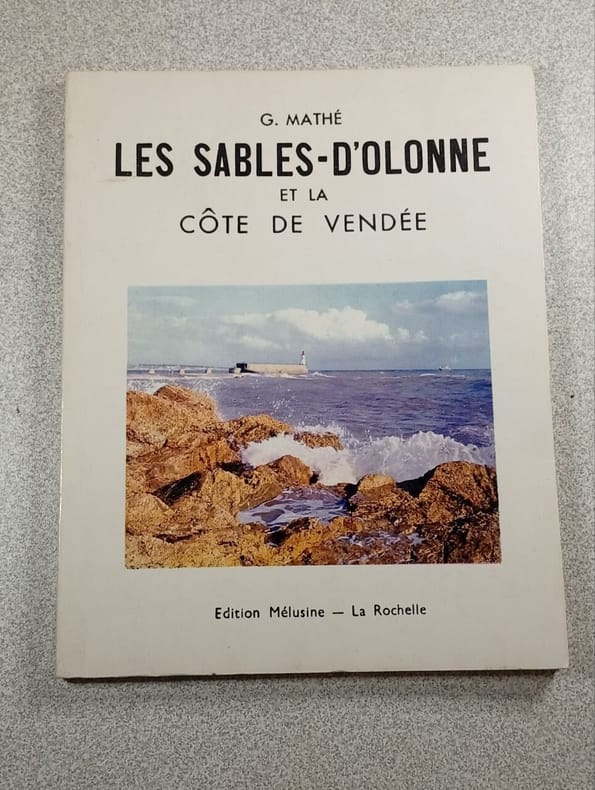 G. MATHÉ
LES SABLES-D'OLONNE
ET LA
CÔTE DE VENDÉE
Edition Mélusine — La Rochelle